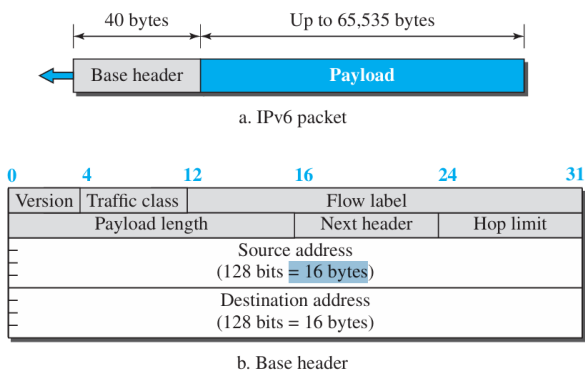 40 bytes Up to 65,535 bytes
Base header Payload
a. IPv6 packet
0 4 12 16 24 31
Version Traffic class Flow label
Payload length Next header Hop limit
Source address
(128 bits = 16 bytes)
Destination address
(128 bits = 16 bytes)
b. Base header